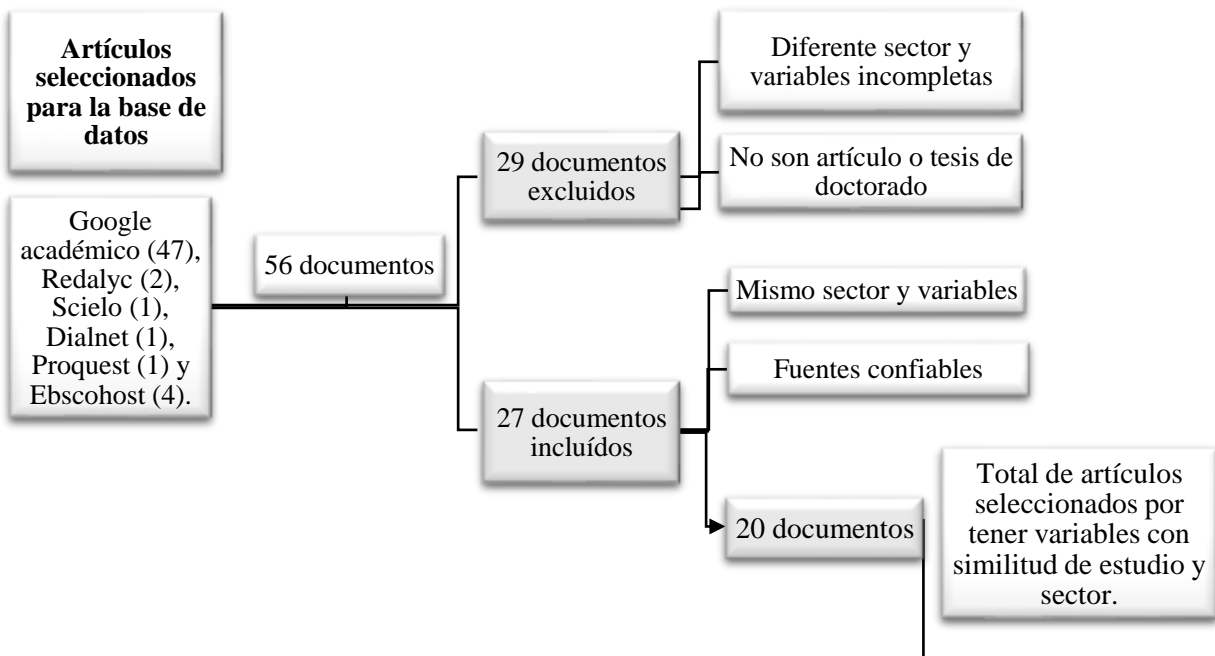 Artículos
seleccionados
para la base de
datos
Google
académico (47),
Redalyc (2),
Scielo (1),
Dialnet (1),
Proquest (1) y
Ebscohost (4).
56 documentos
29 documentos
excluidos
Diferente sector y
variables incompletas
No son artículo o tesis de
doctorado
27 documentos
incluídos
Mismo sector y variables
Fuentes confiables
20 documentos
Total de artículos
seleccionados por
tener variables con
similitud de estudio y
sector.